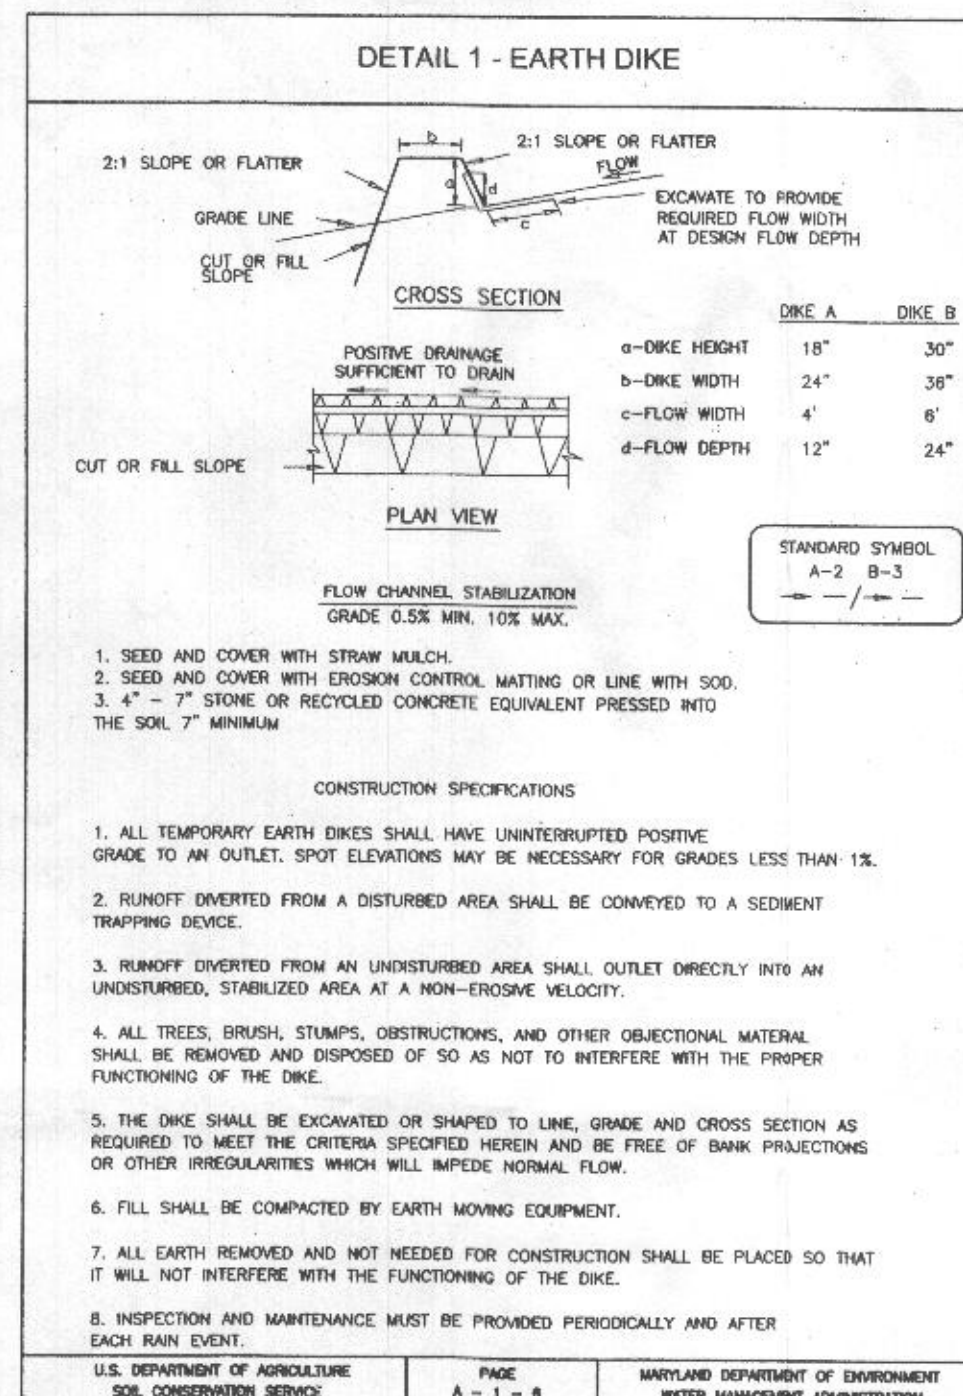 DETAIL 1 - EARTH DIKE
b
2:1 SLOPE OR FLATTER
2:1 SLOPE OR FLATTER
FLOW
a
d
GRADE LINE
EXCAVATE TO PROVIDE
REQUIRED FLOW WIDTH
AT DESIGN FLOW DEPTH
c
CUT OR FILL
SLOPE
CROSS SECTION
DIKE A DIKE B
a-DIKE HEIGHT 18" 30"
b-DIKE WIDTH 24" 36"
c-FLOW WIDTH 4' 6'
d-FLOW DEPTH 12" 24"
POSITIVE DRAINAGE
SUFFICIENT TO DRAIN
CUT OR FILL SLOPE
PLAN VIEW
STANDARD SYMBOL
A-2 B-3
/
FLOW CHANNEL STABILIZATION
GRADE 0.5% MIN. 10% MAX.
1. SEED AND COVER WITH STRAW MULCH.
2. SEED AND COVER WITH EROSION CONTROL MATTING OR LINE WITH SOD.
3. 4" - 7" STONE OR RECYCLED CONCRETE EQUIVALENT PRESSED INTO
THE SOIL 7" MINIMUM
CONSTRUCTION SPECIFICATIONS
1. ALL TEMPORARY EARTH DIKES SHALL HAVE UNINTERRUPTED POSITIVE
GRADE TO AN OUTLET. SPOT ELEVATIONS MAY BE NECESSARY FOR GRADES LESS THAN 1%.
2. RUNOFF DIVERTED FROM A DISTURBED AREA SHALL BE CONVEYED TO A SEDIMENT
TRAPPING DEVICE.
3. RUNOFF DIVERTED FROM AN UNDISTURBED AREA SHALL OUTLET DIRECTLY INTO AN
UNDISTURBED, STABILIZED AREA AT A NON-EROSIVE VELOCITY.
4. ALL TREES, BRUSH, STUMPS, OBSTRUCTIONS, AND OTHER OBJECTIONAL MATERAL
SHALL BE REMOVED AND DISPOSED OF SO AS NOT TO INTERFERE WITH THE PROPER
FUNCTIONING OF THE DIKE.
5. THE DIKE SHALL BE EXCAVATED OR SHAPED TO LINE, GRADE AND CROSS SECTION AS
REQUIRED TO MEET THE CRITERIA SPECIFIED HEREIN AND BE FREE OF BANK PROJECTIONS
OR OTHER IRREGULARITIES WHICH WILL IMPEDE NORMAL FLOW.
6. FILL SHALL BE COMPACTED BY EARTH MOVING EQUIPMENT.
7. ALL EARTH REMOVED AND NOT NEEDED FOR CONSTRUCTION SHALL BE PLACED SO THAT
IT WILL NOT INTERFERE WITH THE FUNCTIONING OF THE DIKE.
8. INSPECTION AND MAINTENANCE MUST BE PROVIDED PERIODICALLY AND AFTER
EACH RAIN EVENT.
U.S. DEPARTMENT OF AGRICULTURE
SOIL CONSERVATION SERVICE
PAGE
A - 1 - 6
MARYLAND DEPARTMENT OF ENVIRONMENT
WATER MANAGEMENT ADMINISTRATION